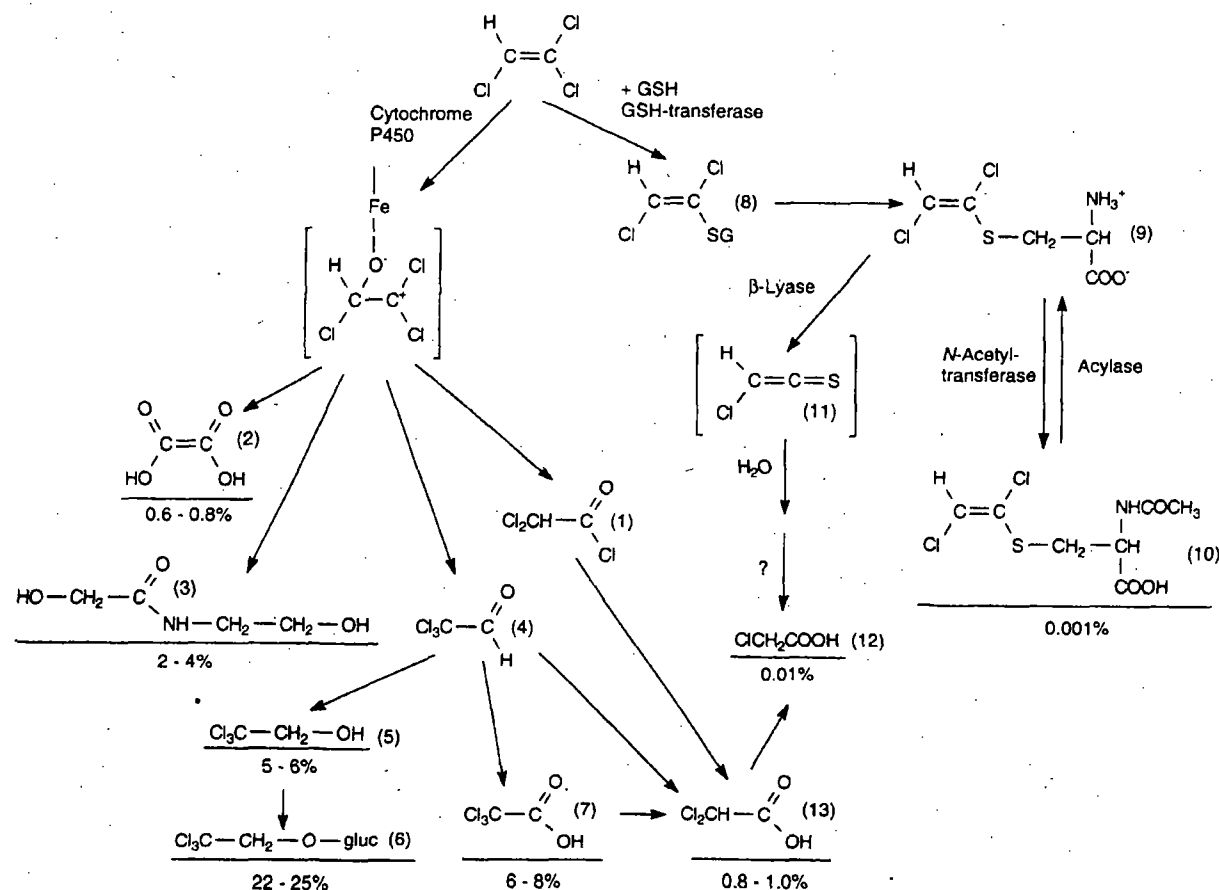 H Cl
C=C
Cl Cl
+ GSH
GSH-transferase
Cytochrome
P450
Fe
O-
H Cl
C—C+
Cl Cl
H Cl
C=C (8)
Cl SG
H Cl
C=C NH3+
Cl S—CH2—CH (9)
COO-
β-Lyase
H
C=C=S
Cl (11)
N-Acetyl-
transferase
Acylase
H2O
?
O O
C=C (2)
HO OH
0.6 - 0.8%
O
Cl2CH—C (1)
Cl
O
HO—CH2—C (3)
NH—CH2—CH2—OH
2 - 4%
O
Cl3C—C (4)
H
H Cl
C=C NHCOCH3
Cl S—CH2—CH (10)
COOH
0.001%
ClCH2COOH (12)
0.01%
Cl3C—CH2—OH (5)
5 - 6%
Cl3C—CH2—O—gluc (6)
22 - 25%
O
Cl3C—C (7)
OH
6 - 8%
O
Cl2CH—C (13)
OH
0.8 - 1.0%